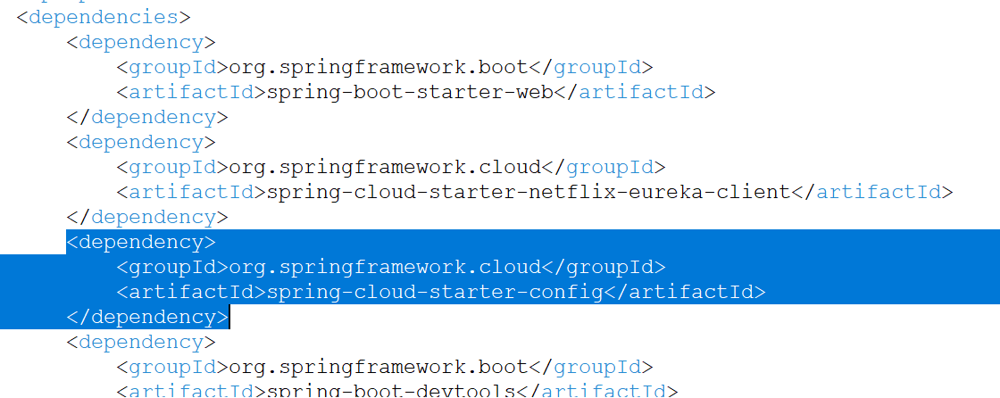 <dependencies>
<dependency>
<groupId>org.springframework.boot</groupId>
<artifactId>spring-boot-starter-web</artifactId>
</dependency>
<dependency>
<groupId>org.springframework.cloud</groupId>
<artifactId>spring-cloud-starter-netflix-eureka-client</artifactId>
</dependency>
<dependency>
<groupId>org.springframework.cloud</groupId>
<artifactId>spring-cloud-starter-config</artifactId>
</dependency>
<dependency>
<groupId>org.springframework.boot</groupId>
<artifactId>spring-boot-devtools</artifactId>